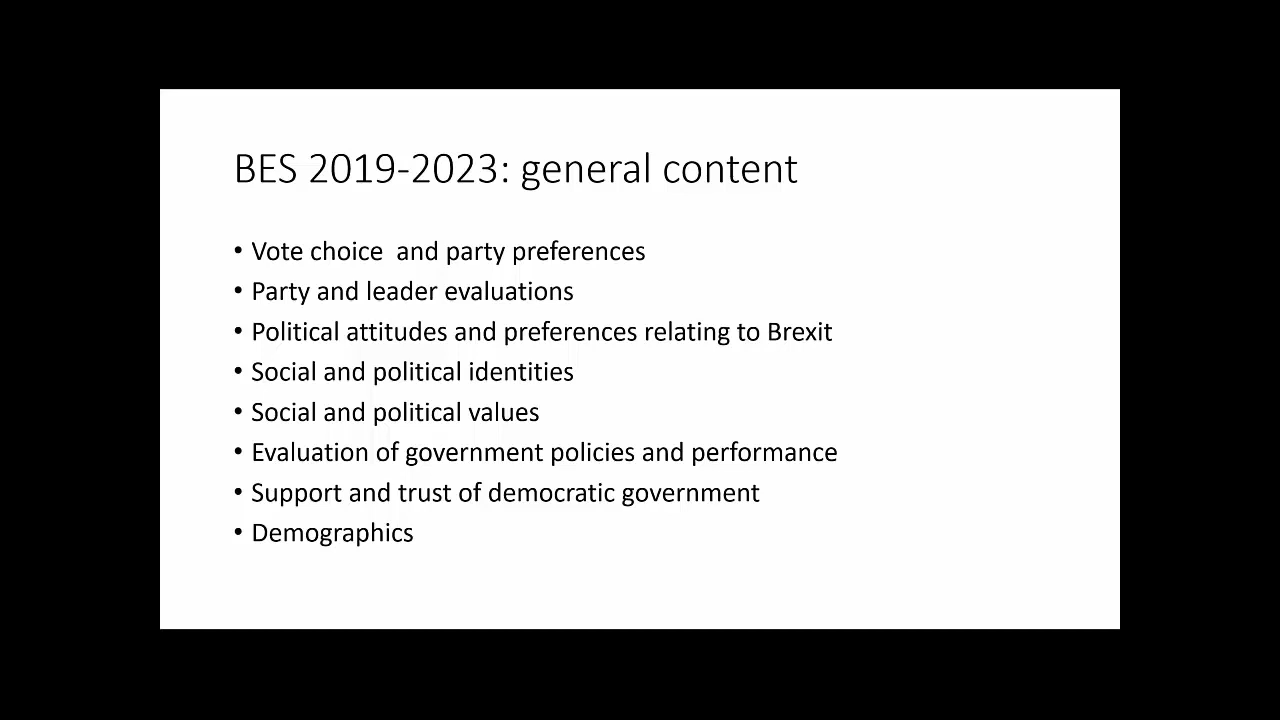 BES 2019-2023: general content
• Vote choice  and party preferences
• Party and leader evaluations
• Political attitudes and preferences relating to Brexit
• Social and political identities
• Social and political values
• Evaluation of government policies and performance
• Support and trust of democratic government
• Demographics